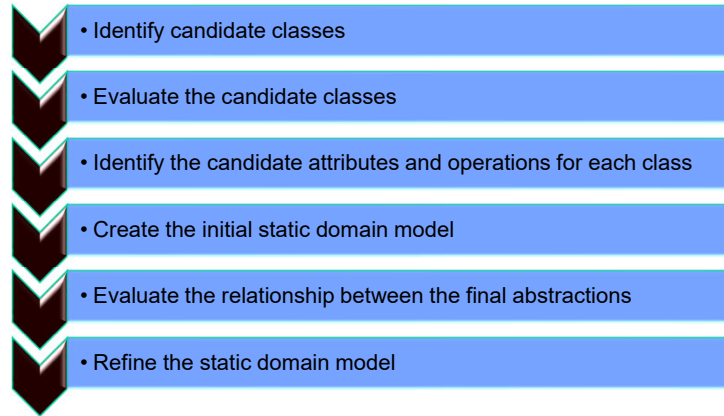 • Identify candidate classes
• Evaluate the candidate classes
• Identify the candidate attributes and operations for each class
• Create the initial static domain model
• Evaluate the relationship between the final abstractions
• Refine the static domain model